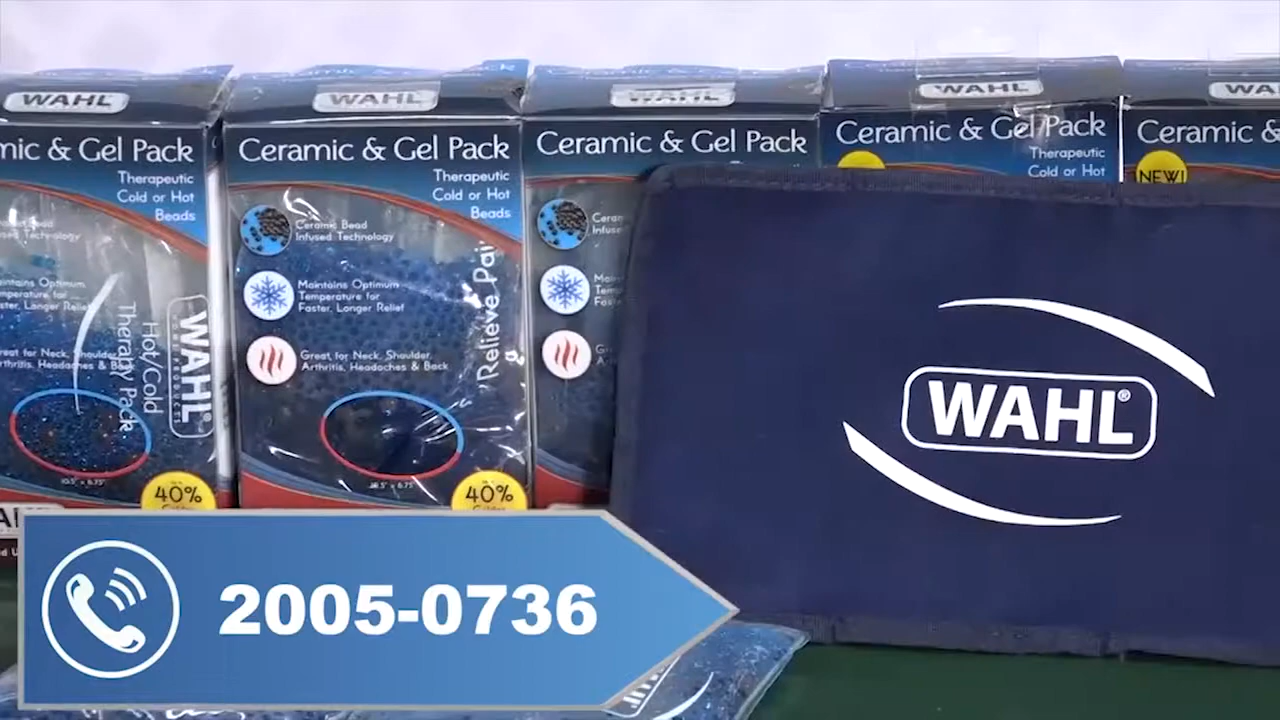 WAHL
WAHL
WAHL
WAHL
WA
mic & Gel Pack
Therapeutic
Cold or Hot
Beads
Hot/Cold
Therapy Pack.
WAHL®
Ceramic & Gel Pack
Therapeutic
Cold or Hot
Beads
Ceramic Bead
Infused Technology
Maintains Optimum
Temperature for
Faster, Longer Relief
Great for Neck, Shoulder,
Arthritis, Headaches & Back
"Relieve Pai
40%
40%
Ceramic & Gel Pack
Ceramic & Gel Pack
Therapeutic
Cold or Hot
Ceramic &
NEW!
WAHL®
2005-0736